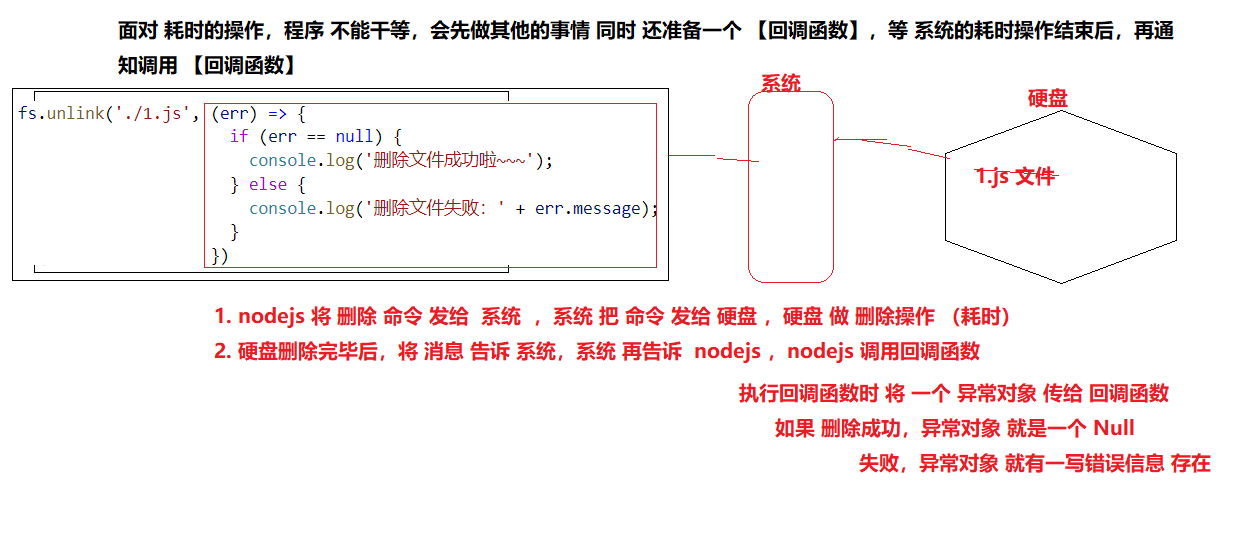 面对 耗时的操作，程序 不能干等，会先做其他的事情 同时 还准备一个 【回调函数】，等 系统的耗时操作结束后，再通
知调用 【回调函数】
系统
硬盘
fs.unlink('./1.js', (err) => {
if (err == null) {
console.log('删除文件成功啦~~~');
} else {
console.log('删除文件失败：' + err.message);
}
})
1.js 文件
1. nodejs 将 删除 命令 发给 系统 ，系统 把 命令 发给 硬盘 ，硬盘 做 删除操作 （耗时）
2. 硬盘删除完毕后，将 消息 告诉 系统，系统 再告诉 nodejs ，nodejs 调用回调函数
执行回调函数时 将 一个 异常对象 传给 回调函数
如果 删除成功，异常对象 就是一个 Null
失败，异常对象 就有一写错误信息 存在